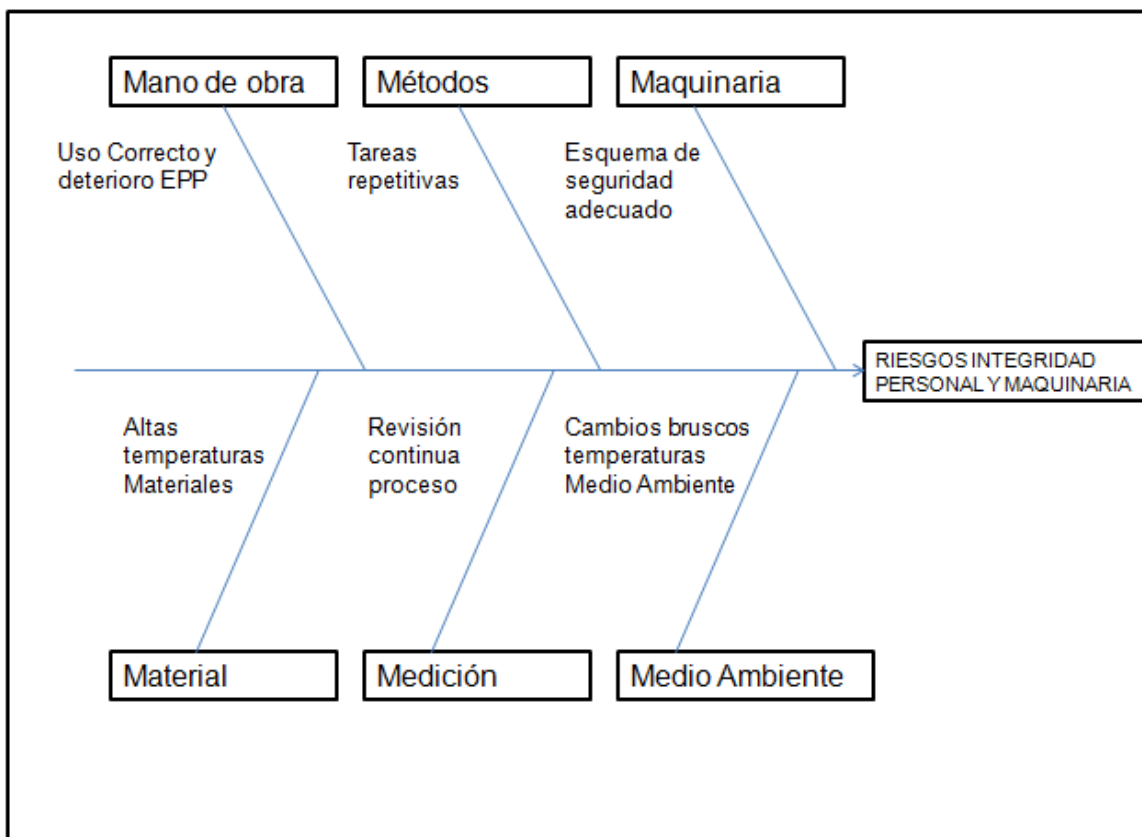 Mano de obra
Métodos
Maquinaria
Uso Correcto y
deterioro EPP
Tareas
repetitivas
Esquema de
seguridad
adecuado
RIESGOS INTEGRIDAD
PERSONAL Y MAQUINARIA
Altas
temperaturas
Materiales
Revisión
continua
proceso
Cambios bruscos
temperaturas
Medio Ambiente
Material
Medición
Medio Ambiente